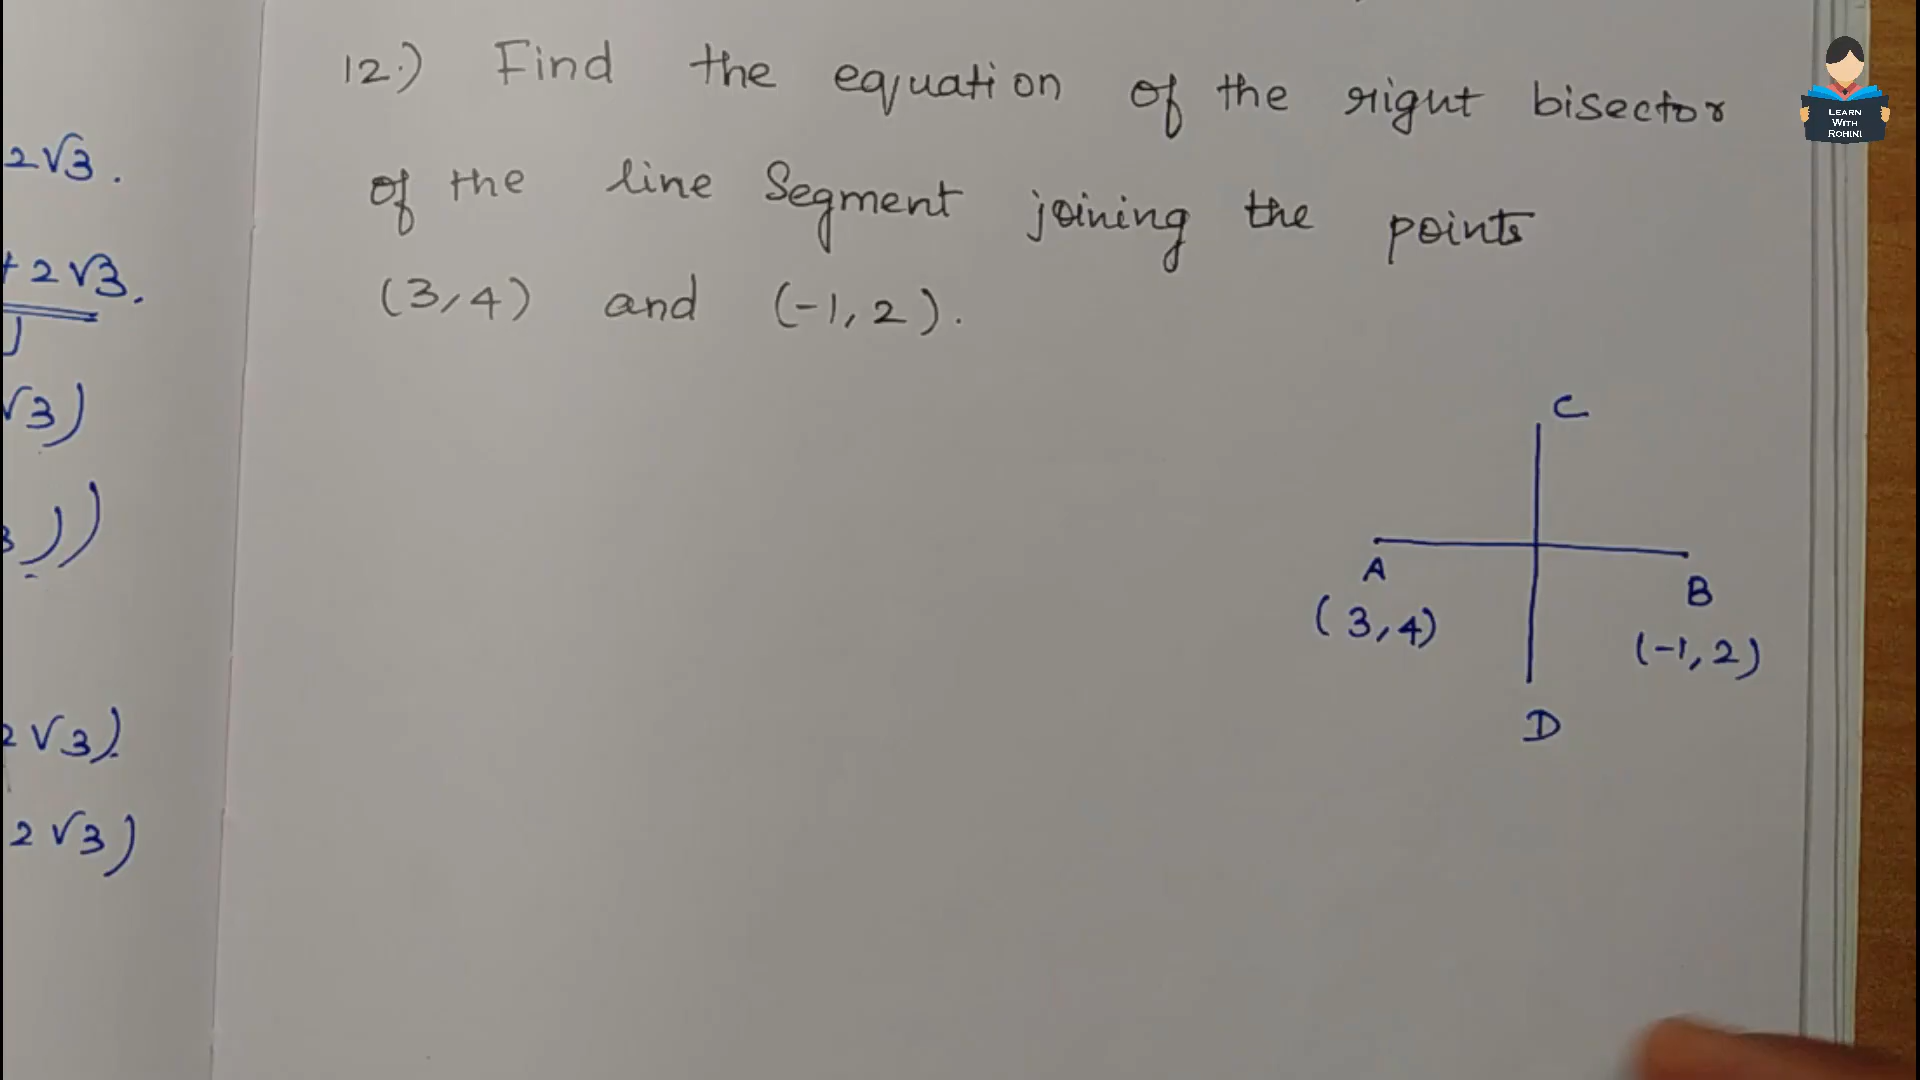 12.) Find the equation of the right bisector
of the line Segment joining the points
(3,4) and (-1,2).
C
A
B
(3,4)
(-1,2)
D
2√3.
+2√3.
√3)
))
2√3).
2√3)
LEARN
WITH
ROHINI